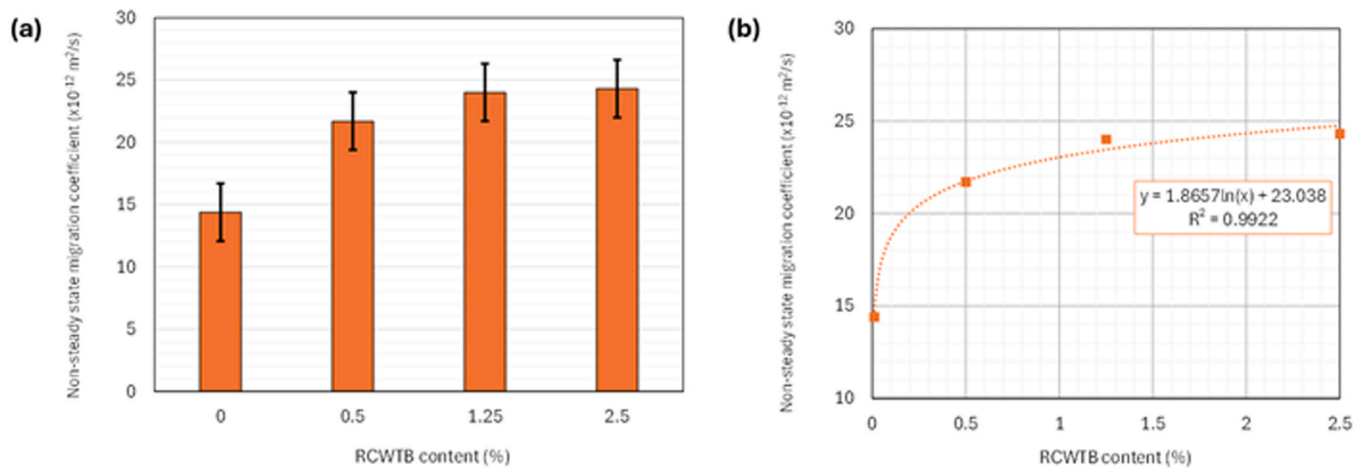 (a)
Non-steady state migration coefficient (x10⁻¹² m²/s)
30
25
20
15
10
5
0
0 0.5 1.25 2.5
RCWTB content (%)
(b)
Non-steady state migration coefficient (x10⁻¹² m²/s)
30
25
20
15
10
y = 1.8657ln(x) + 23.038
R² = 0.9922
0 0.5 1 1.5 2 2.5
RCWTB content (%)